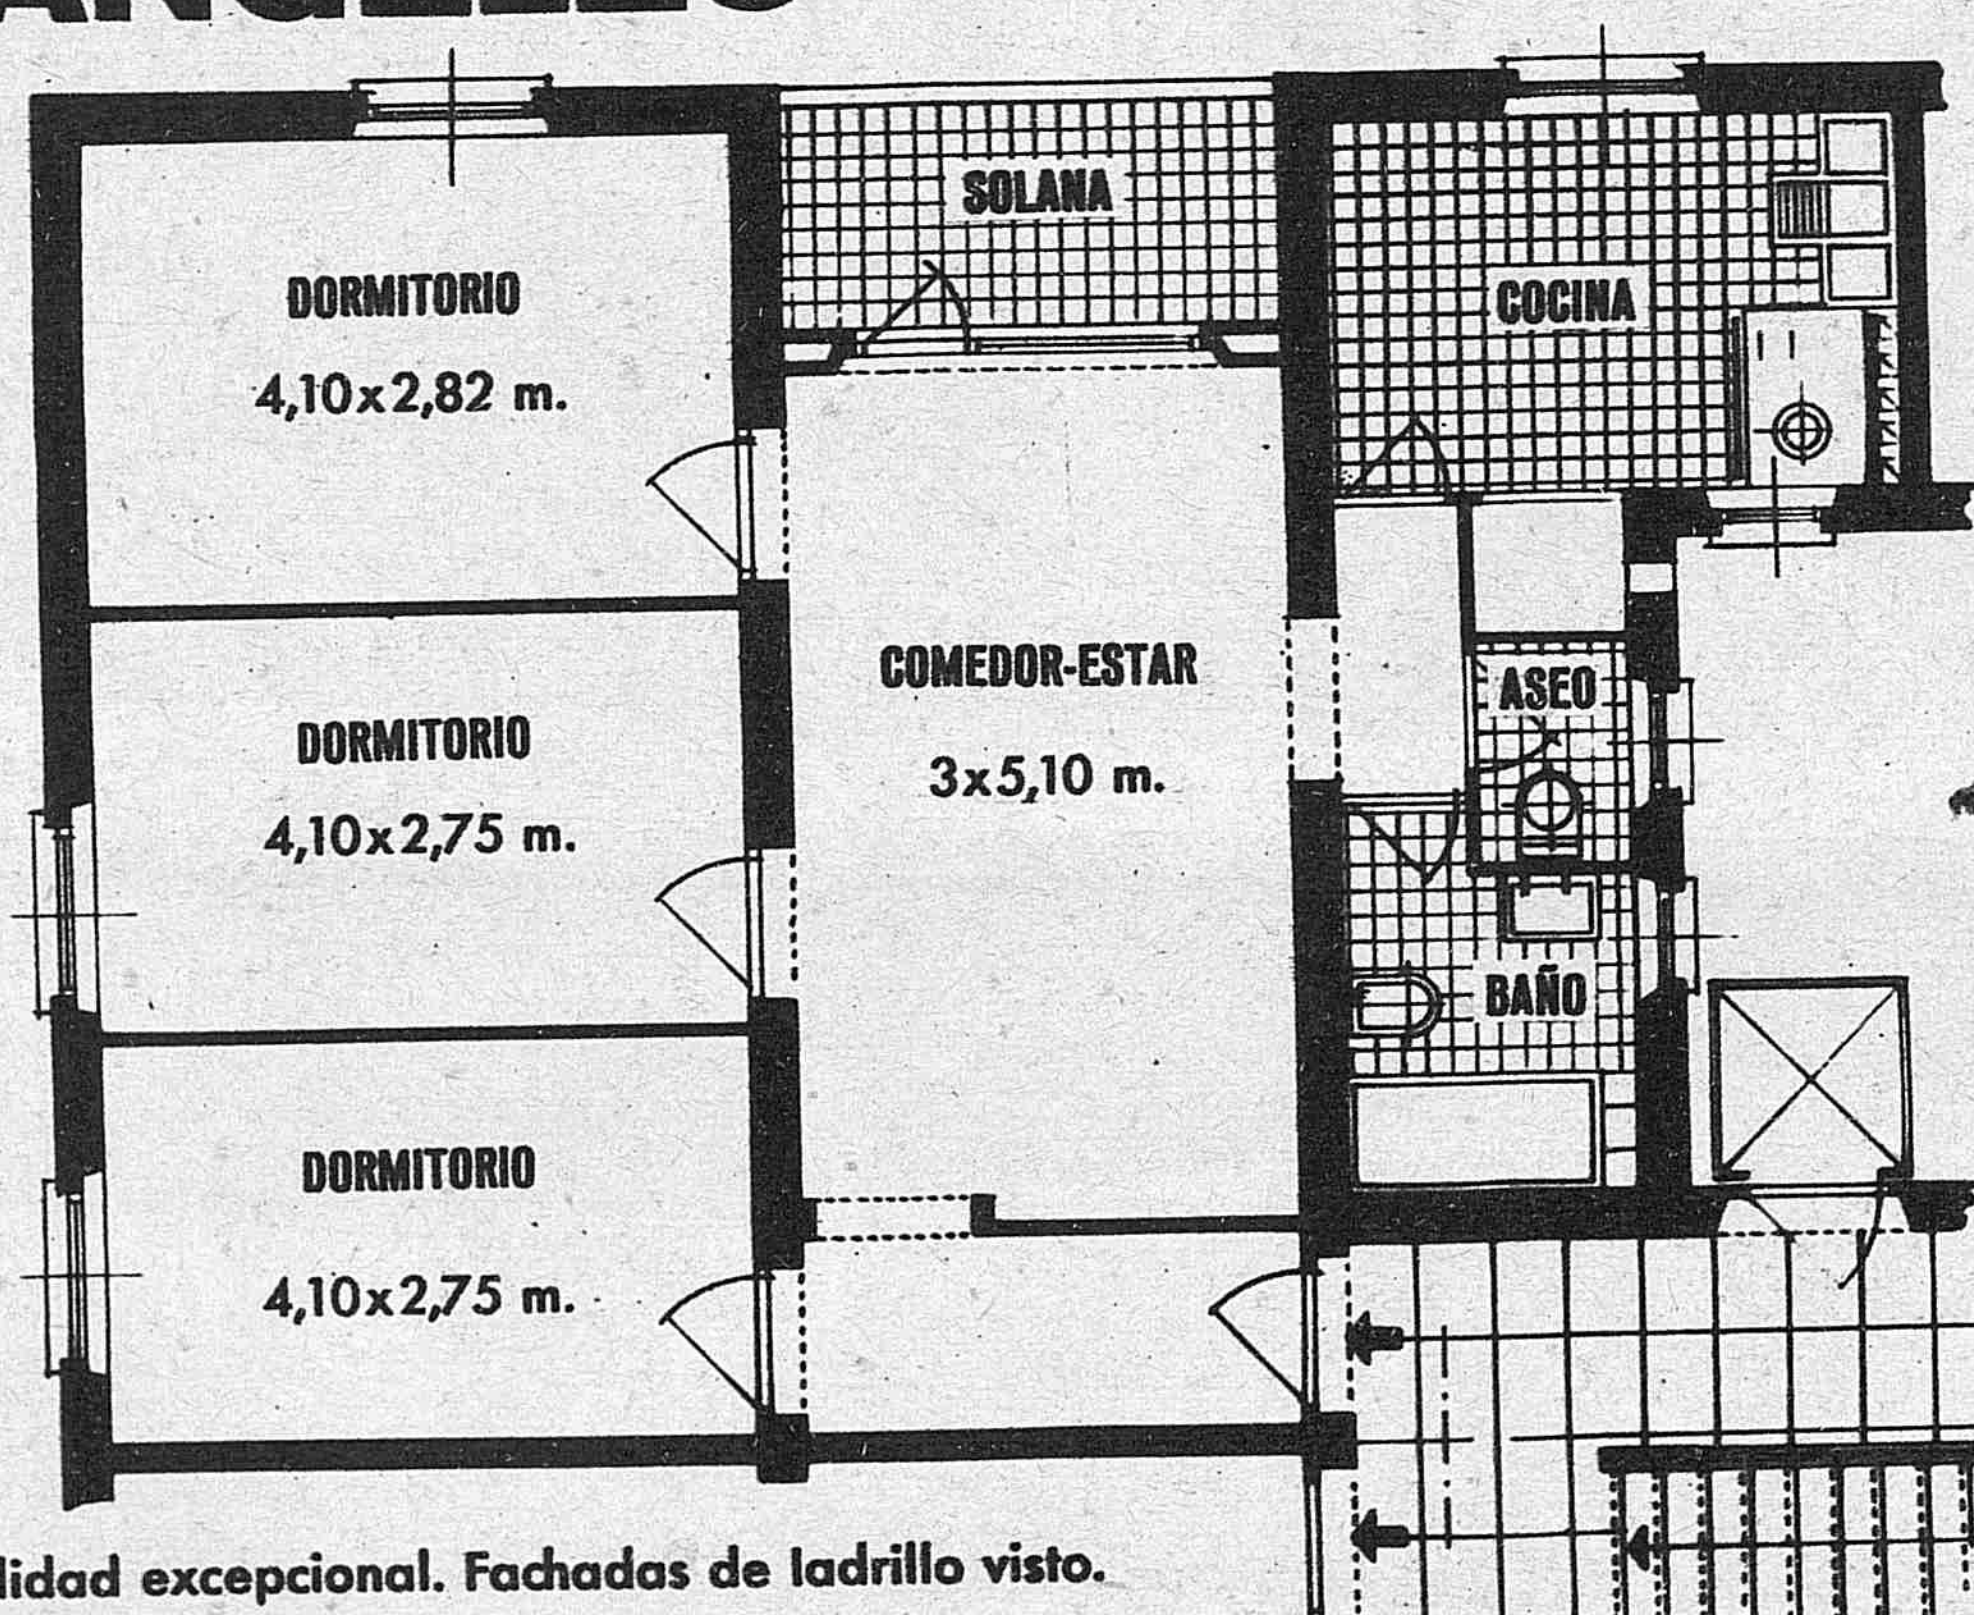 SOLANA
DORMITORIO
4,10x2,82 m.
COCINA
COMEDOR-ESTAR
3x5,10 m.
ASEO
DORMITORIO
4,10x2,75 m.
BAÑO
DORMITORIO
4,10x2,75 m.
excepcional. Fachadas de ladrillo visto.